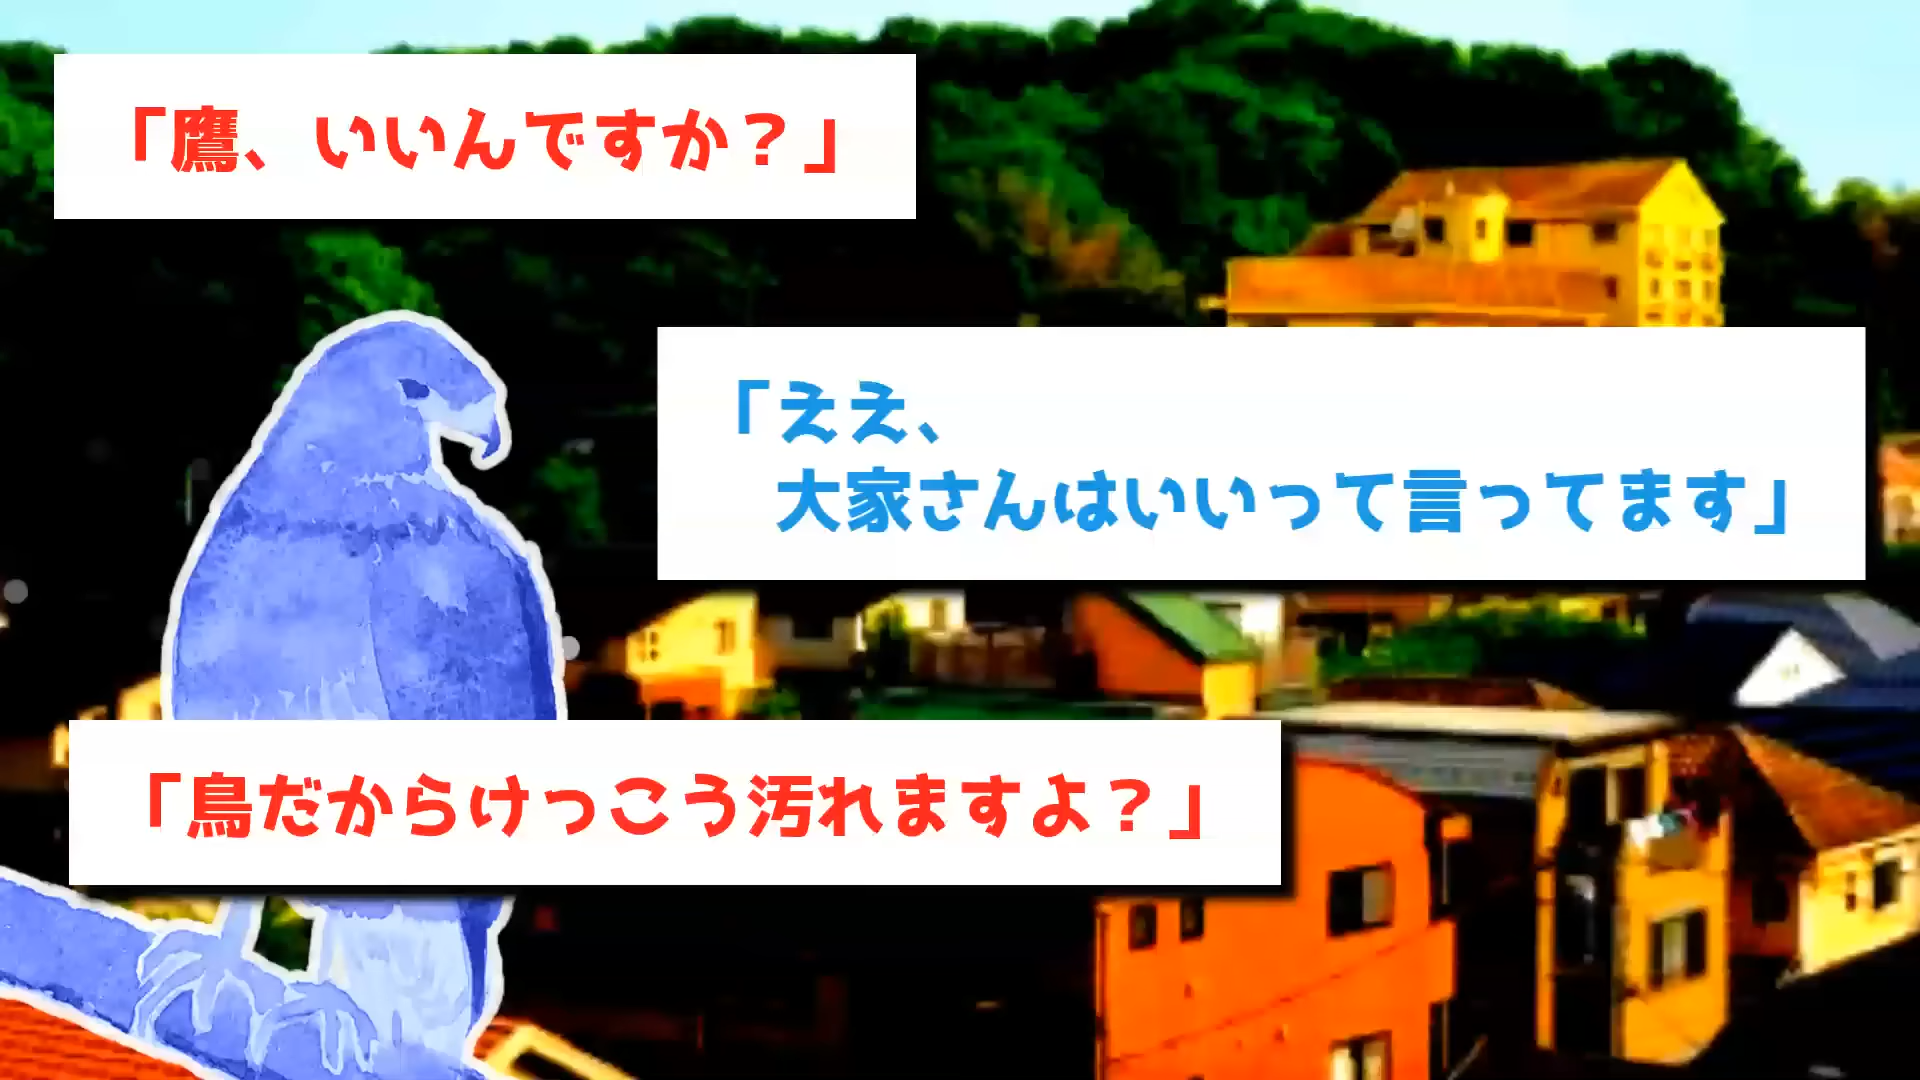 「鷹、いいんですか？」
「ええ、
大家さんはいいって言ってます」
「鳥だからけっこう汚れますよ？」